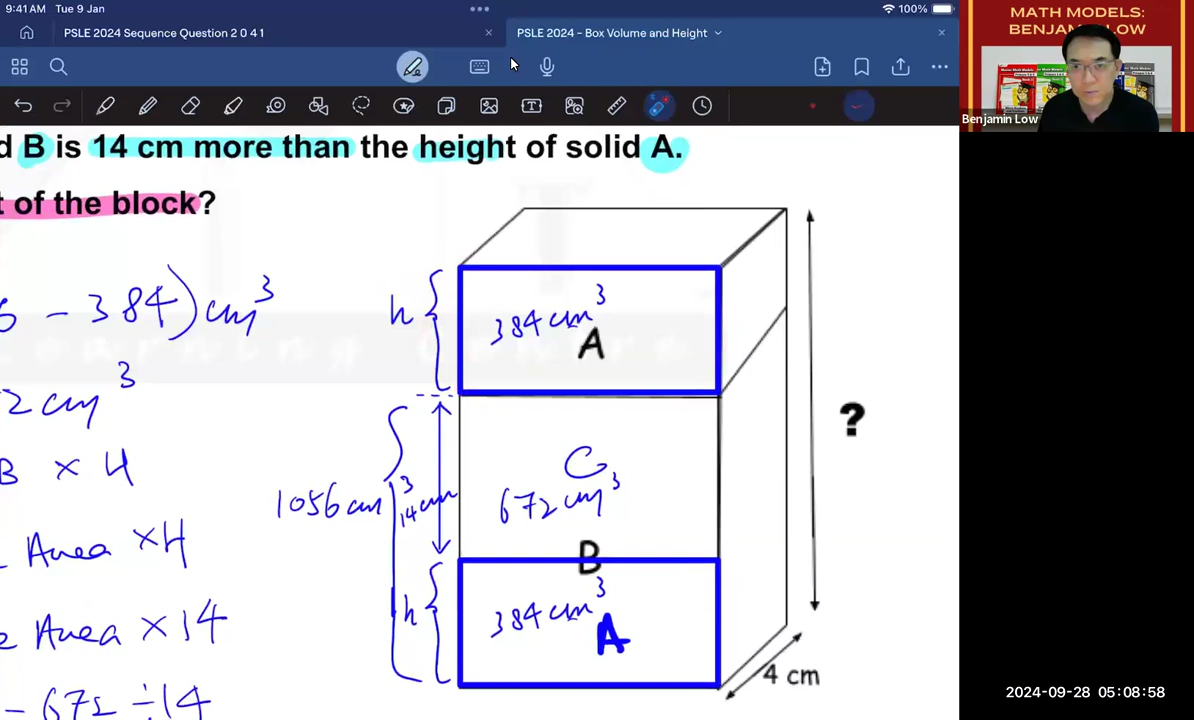 9:41 AM Tue 9 Jan
100%
PSLE 2024 Sequence Question 2 0 4 1
PSLE 2024 - Box Volume and Height
MATH MODELS:
BENJAMIN LOW
Benjamin Low
d B is 14 cm more than the height of solid A.
t of the block?
6 - 384) cm³
h
384 cm³
A
2 cm³
?
B × H
C
1056 cm³
14 cm
672 cm³
Area × H
B
h
384 cm³
A
e Area × 14
4 cm
- 672 ÷ 14
2024-09-28 05:08:58